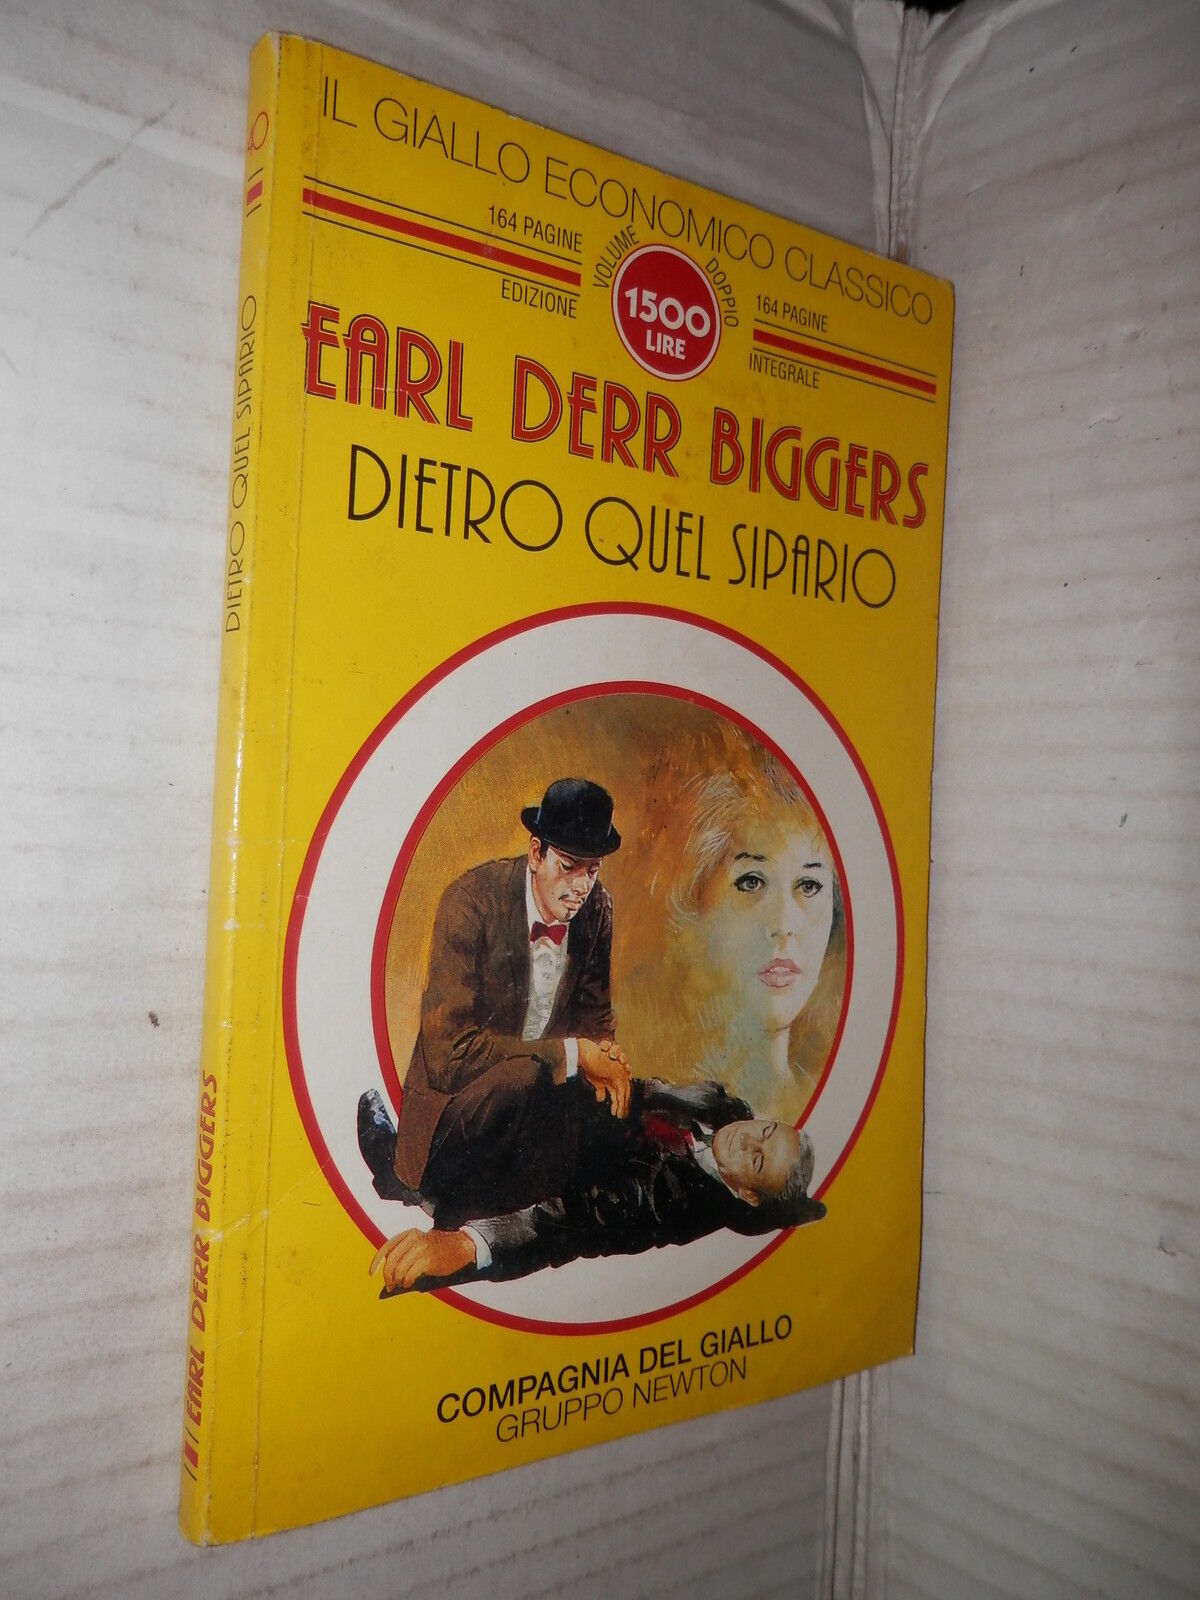 IL GIALLO ECONOMICO CLASSICO
164 PAGINE
EDIZIONE
VOLUME DOPPIO
1500
LIRE
164 PAGINE
INTEGRALE
EARL DERR BIGGERS
DIETRO QUEL SIPARIO
COMPAGNIA DEL GIALLO
GRUPPO NEWTON
40
DIETRO QUEL SIPARIO
EARL DERR BIGGERS